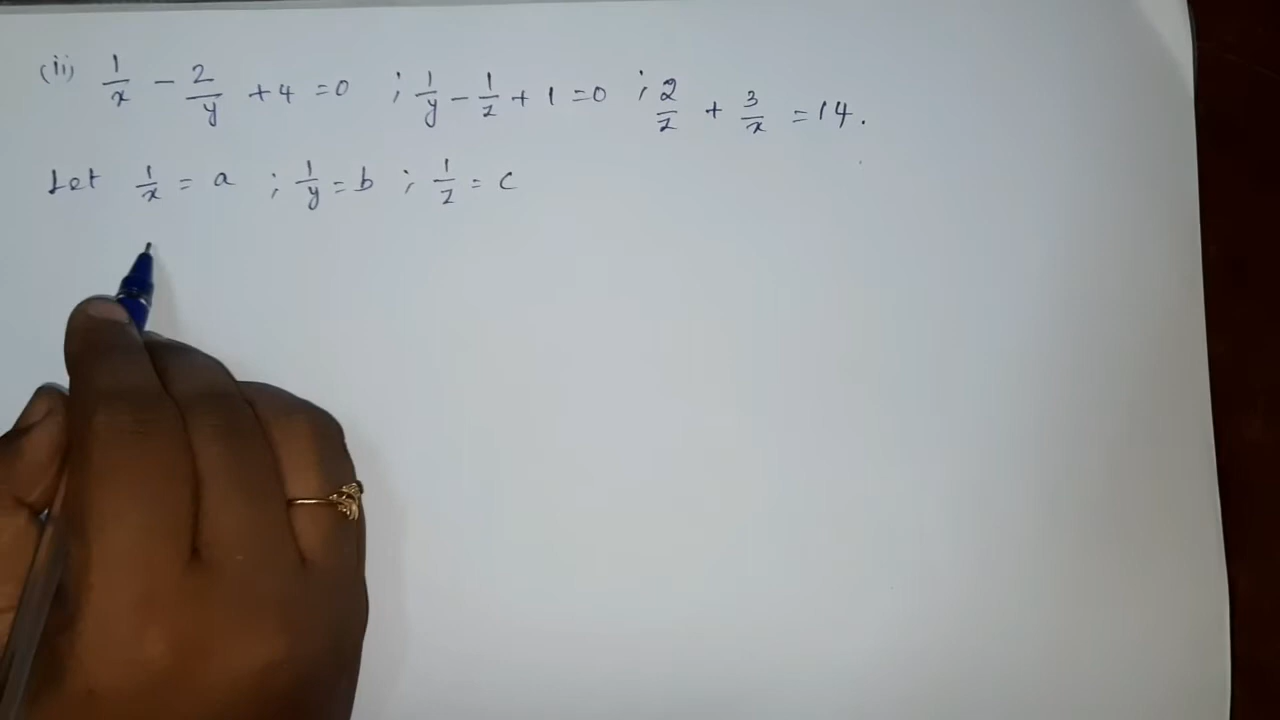 (ii) 1/x - 2/y + 4 = 0 ; 1/y - 1/z + 1 = 0 ; 2/z + 3/x = 14.
Let 1/x = a ; 1/y = b ; 1/z = c